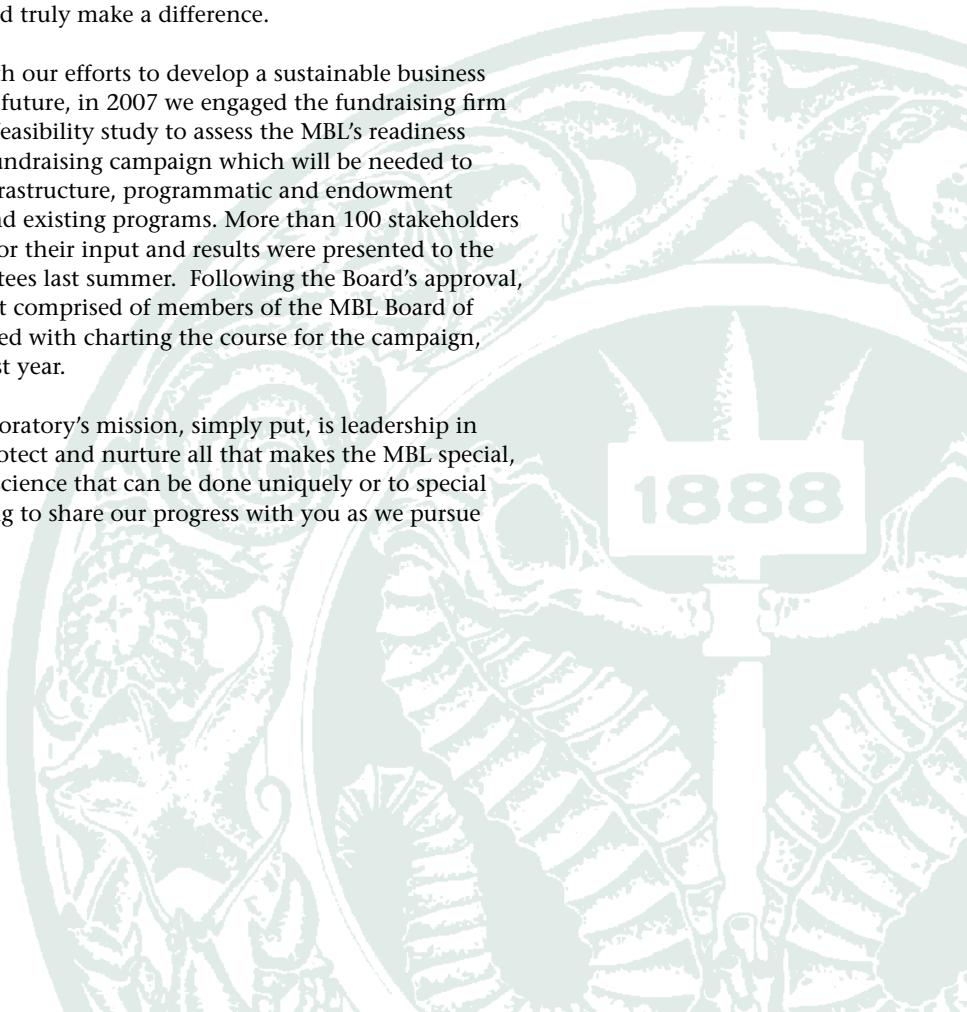 d truly make a difference.
th our efforts to develop a sustainable business
future, in 2007 we engaged the fundraising firm
feasibility study to assess the MBL’s readiness
undraising campaign which will be needed to
rastructure, programmatic and endowment
nd existing programs. More than 100 stakeholders
or their input and results were presented to the
tees last summer.  Following the Board’s approval,
t comprised of members of the MBL Board of
ed with charting the course for the campaign,
st year.
oratory’s mission, simply put, is leadership in
otect and nurture all that makes the MBL special,
science that can be done uniquely or to special
g to share our progress with you as we pursue
1888